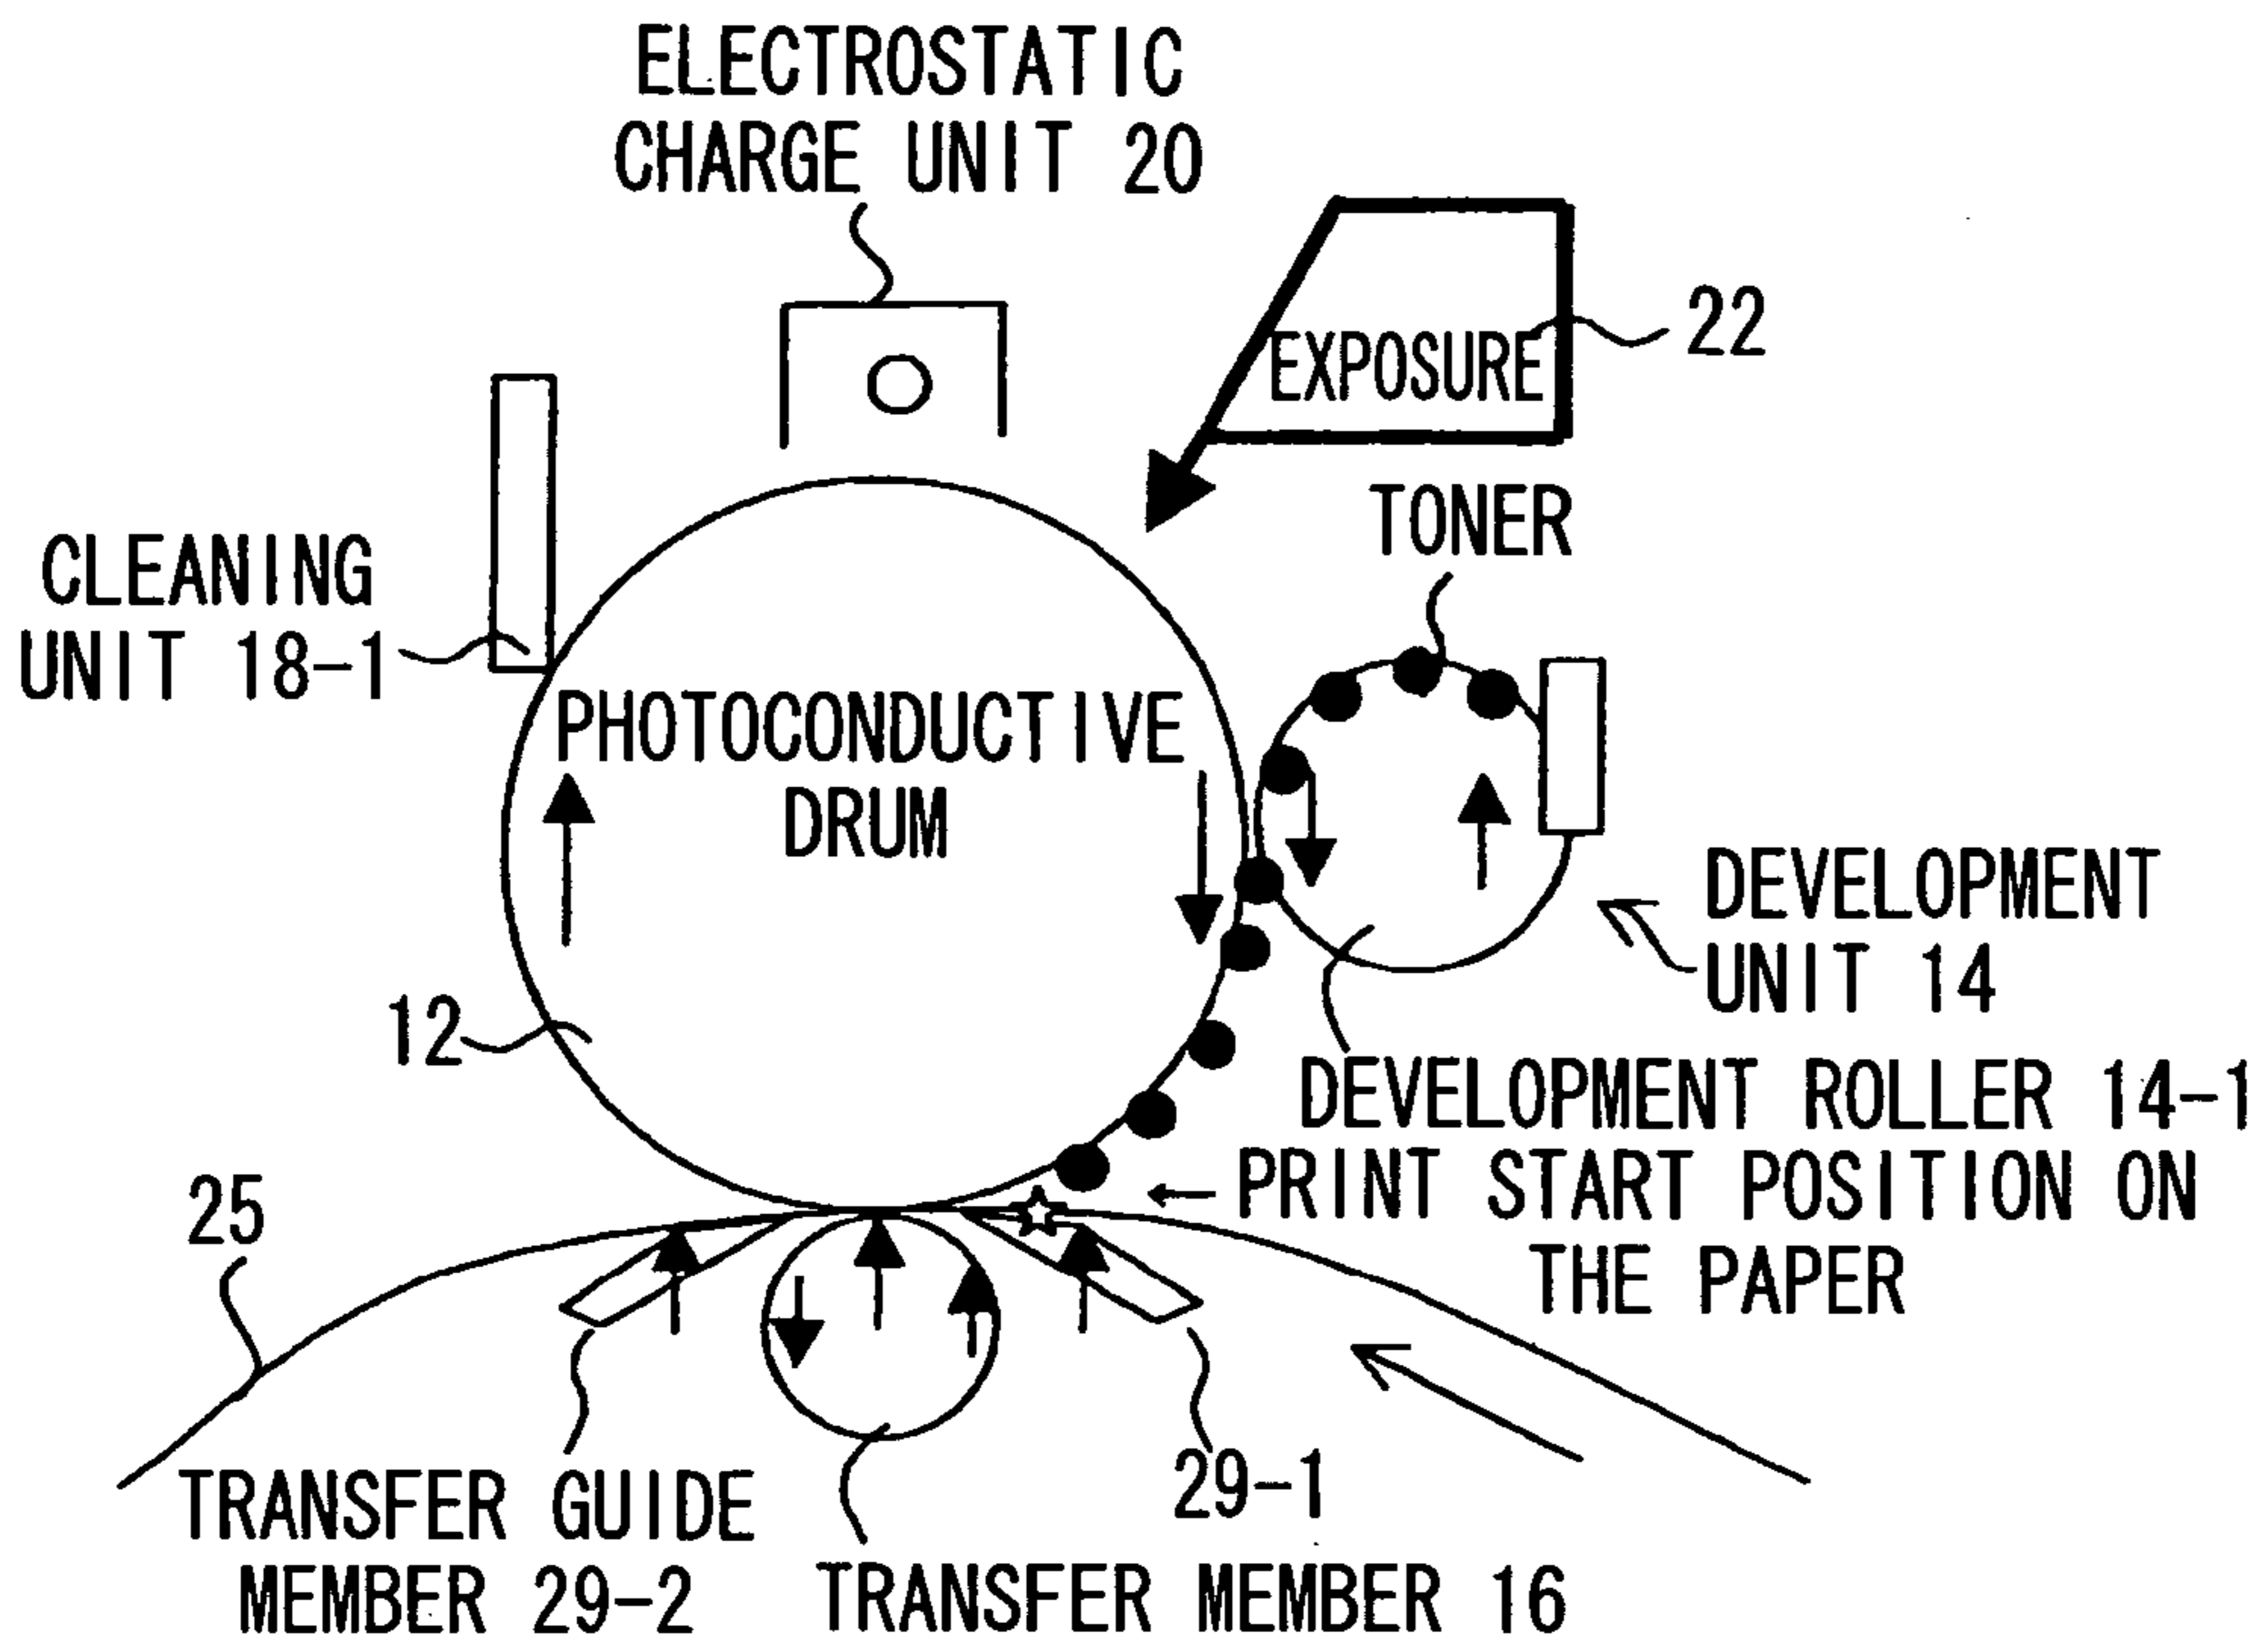 ELECTROSTATIC
CHARGE UNIT 20
EXPOSURE
22
TONER
CLEANING
UNIT 18-1
PHOTOCONDUCTIVE
DRUM
DEVELOPMENT
UNIT 14
12
DEVELOPMENT ROLLER 14-1
PRINT START POSITION ON
THE PAPER
25
29-1
TRANSFER GUIDE
MEMBER 29-2
TRANSFER MEMBER 16